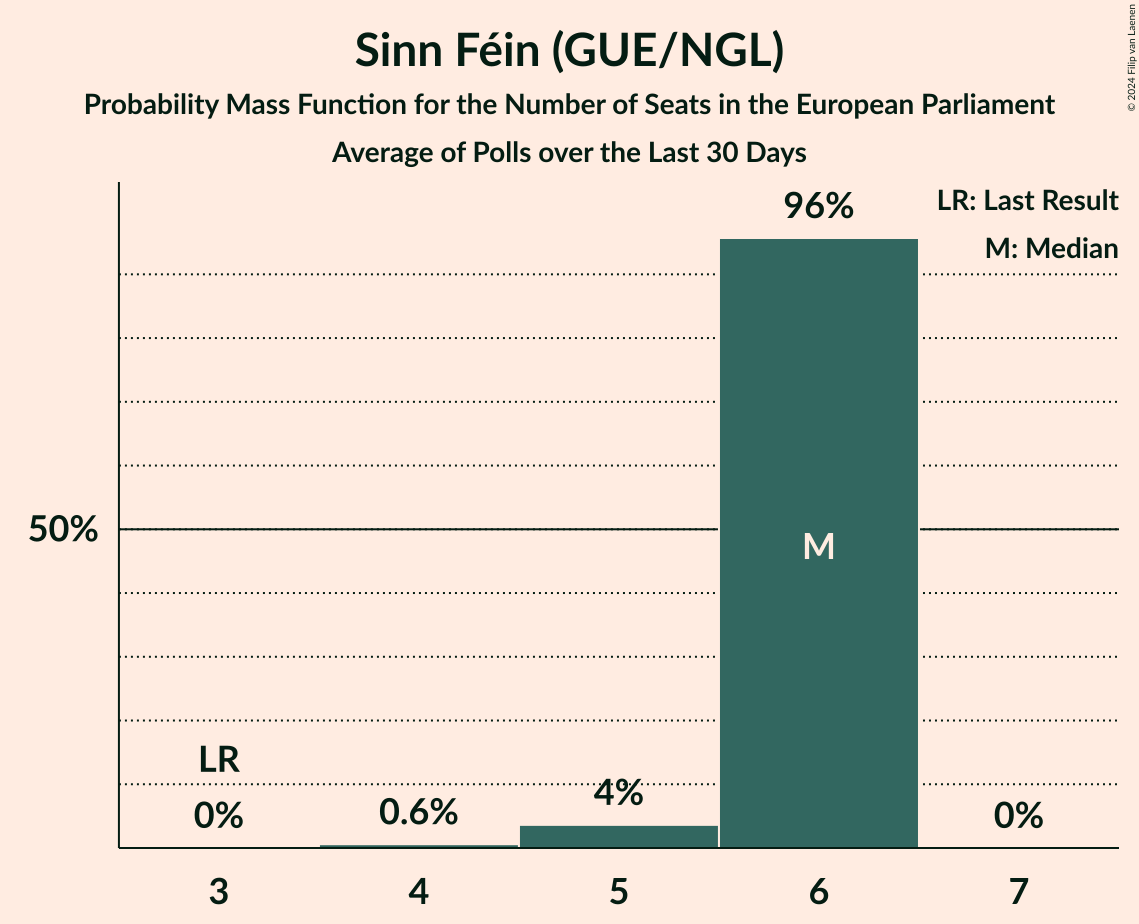 Sinn Féin (GUE/NGL)
Probability Mass Function for the Number of Seats in the European Parliament
Average of Polls over the Last 30 Days
© 2024 Filip van Laenen
LR: Last Result
M: Median
96%
50%
M
LR
0%
0.6%
4%
0%
3
4
5
6
7